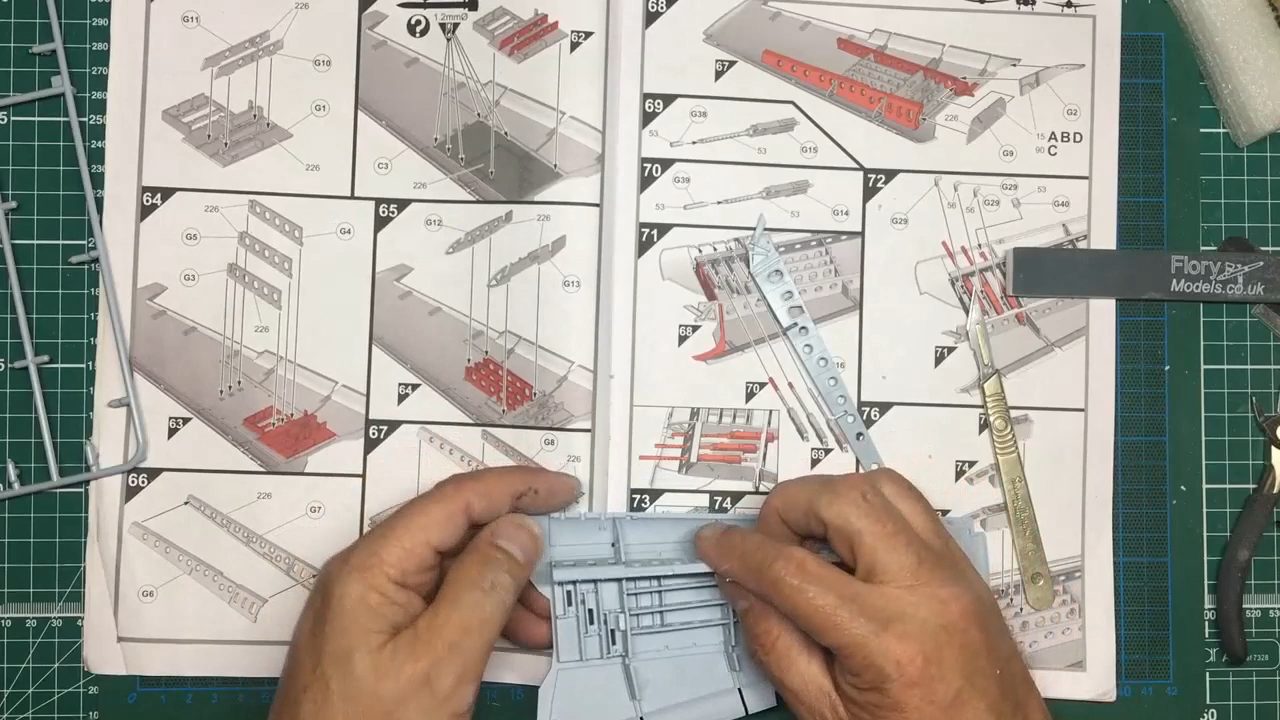 226
G11
G10
G1
226
1.2mmØ
?
62
C3
226
68
67
226
G2
G9
15 ABD
90 C
69
G38
53
53
G15
70
G39
53
G14
64
226
G5
G4
G3
226
63
65
G12
226
G13
64
71
68
70
69
72
G29
56
56
G29
G29
53
G40
71
Flory
Models.co.uk
66
226
G7
G6
67
G8
226
73
74
76
74